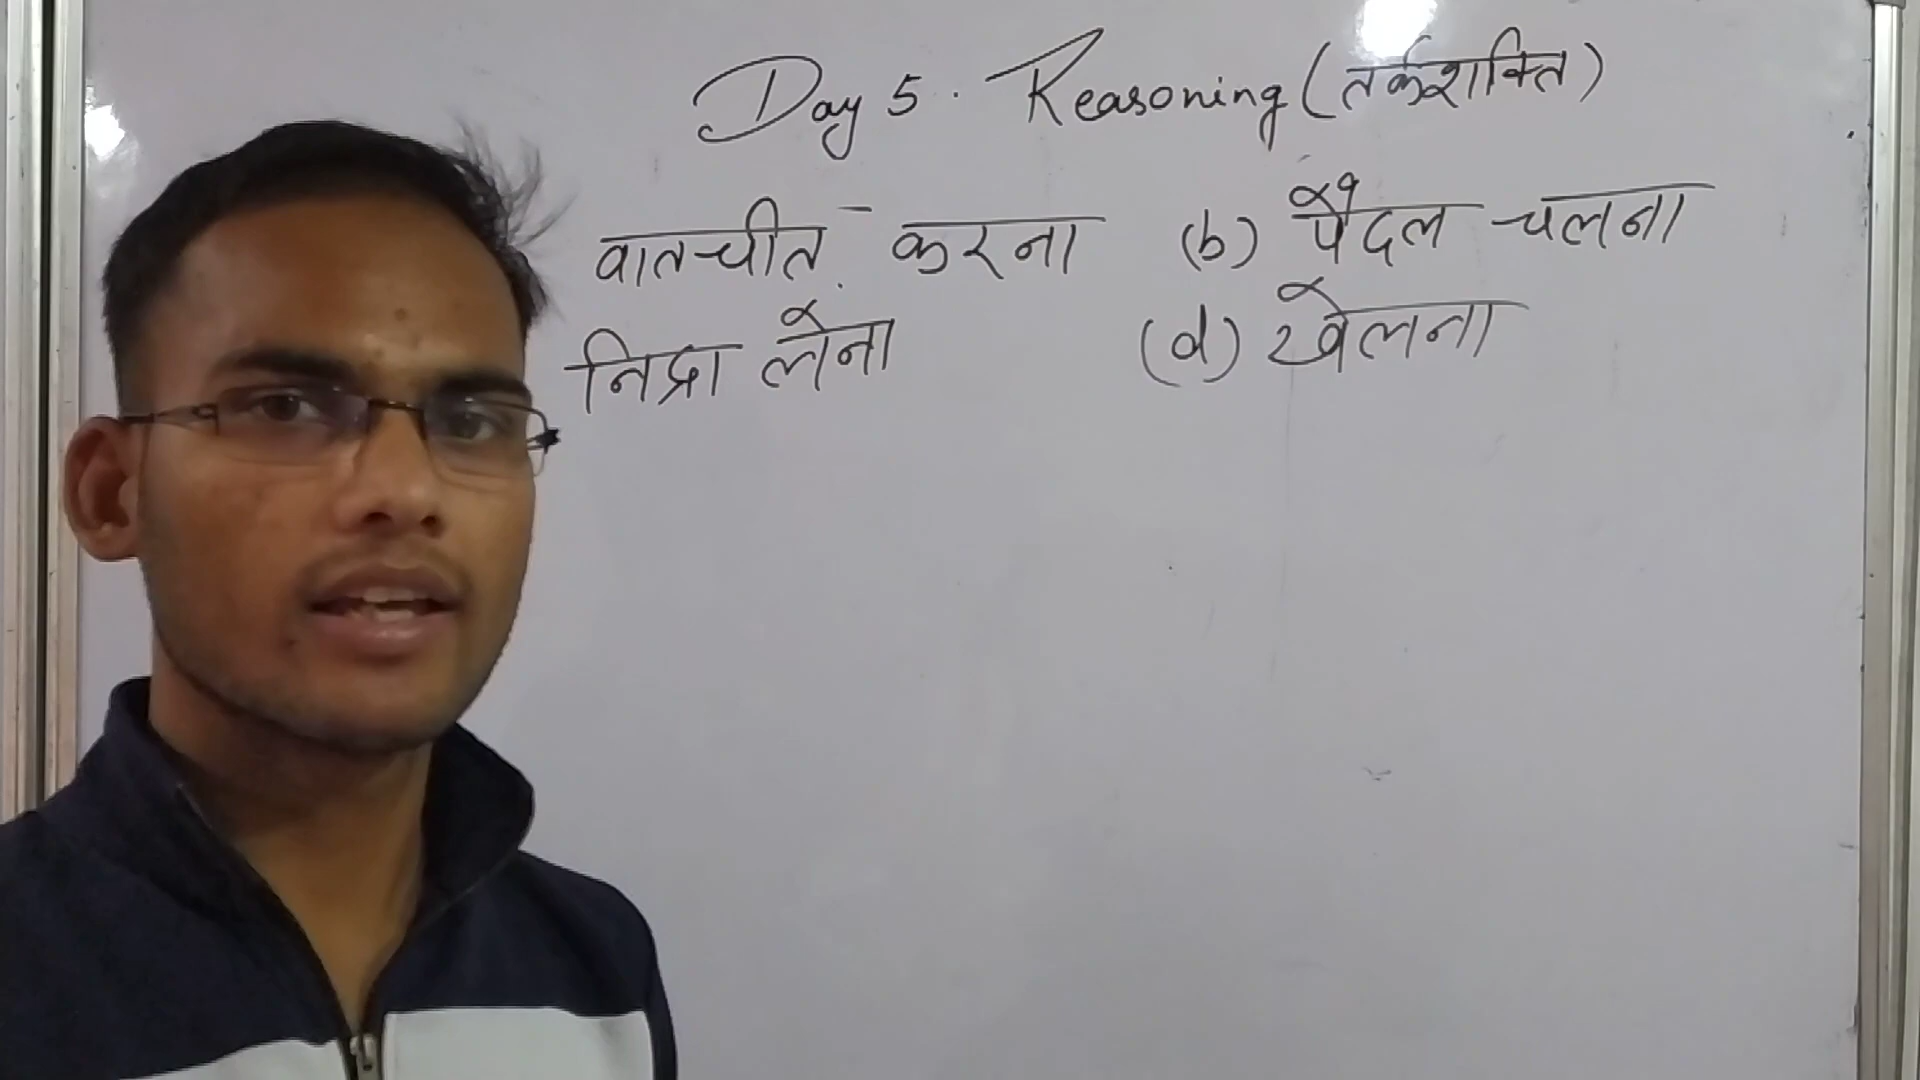 Day 5. Reasoning (तर्कशक्ति)
वातचीत करना (b) पैदल चलना
निद्रा लेना (d) खेलना